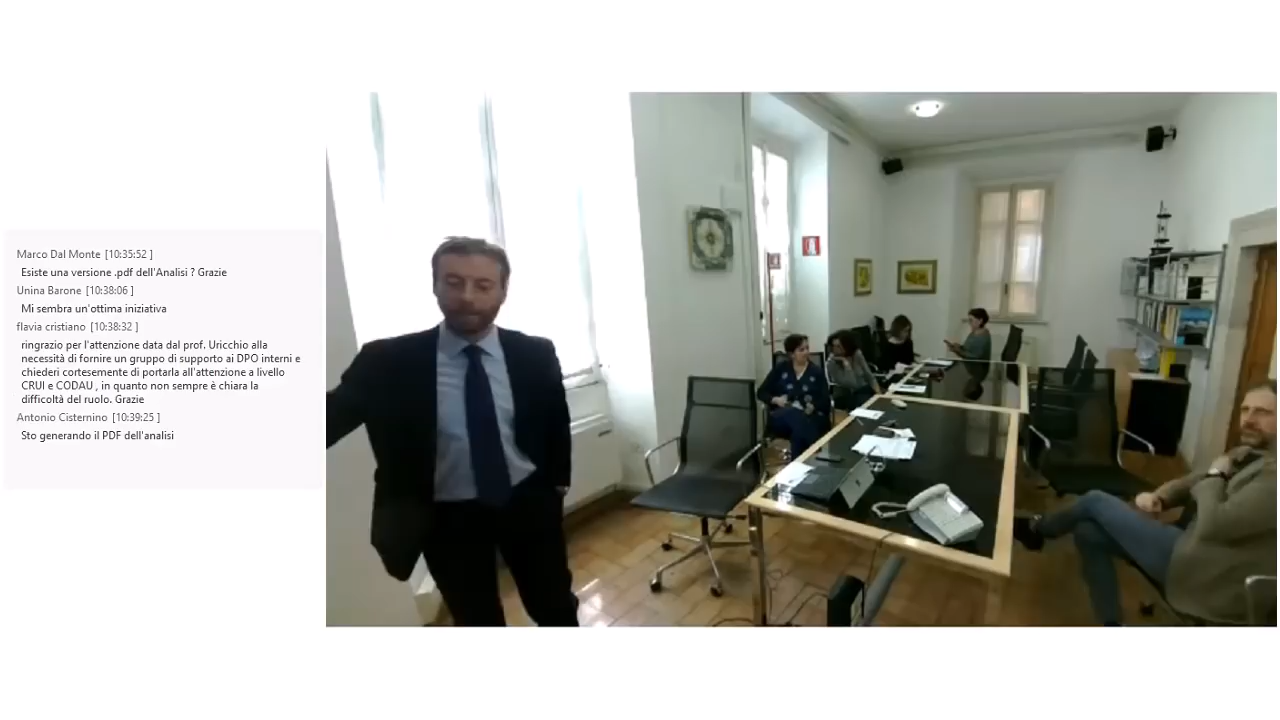 Marco Dal Monte [10:35:52 ]
Esiste una versione .pdf dell'Analisi ? Grazie
Unina Barone [10:38:06 ]
Mi sembra un'ottima iniziativa
flavia cristiano [10:38:32 ]
ringrazio per l'attenzione data dal prof. Uricchio alla
necessità di fornire un gruppo di supporto ai DPO interni e
chiederi cortesemente di portarla all'attenzione a livello
CRUI e CODAU , in quanto non sempre è chiara la
difficoltà del ruolo. Grazie
Antonio Cisternino [10:39:25 ]
Sto generando il PDF dell'analisi